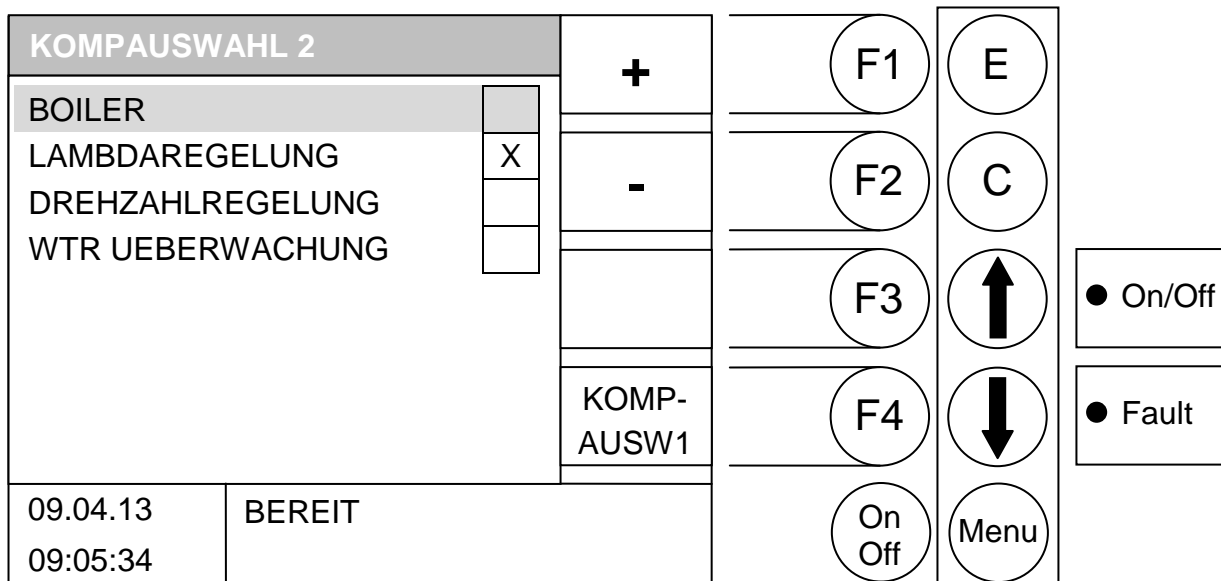 KOMPAUSWAHL 2
BOILER
LAMBDAREGELUNG X
DREHZAHLREGELUNG
WTR UEBERWACHUNG
+
-
KOMP-
AUSW1
09.04.13
09:05:34
BEREIT
F1
E
F2
C
F3
On/Off
F4
Fault
On
Off
Menu